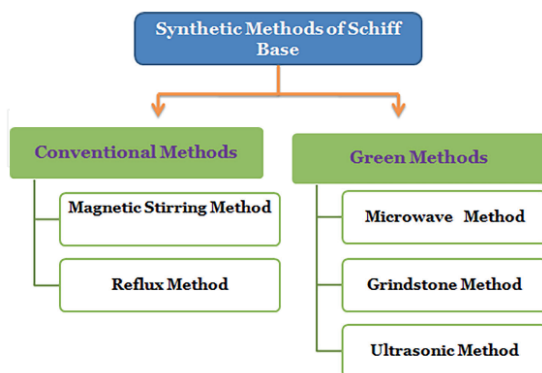 Synthetic Methods of Schiff
Base
Conventional Methods
Magnetic Stirring Method
Reflux Method
Green Methods
Microwave Method
Grindstone Method
Ultrasonic Method